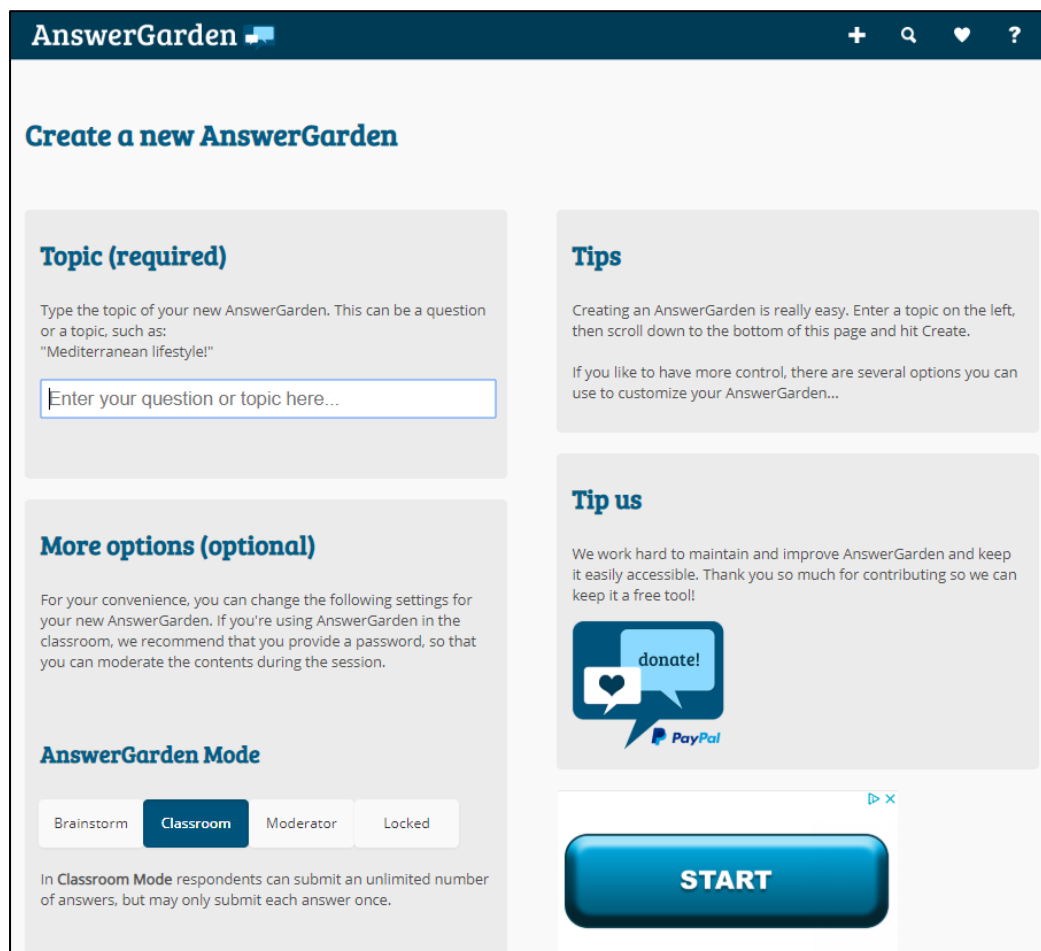 AnswerGarden
Create a new AnswerGarden
Topic (required)
Type the topic of your new AnswerGarden. This can be a question
or a topic, such as:
"Mediterranean lifestyle!"
Enter your question or topic here...
More options (optional)
For your convenience, you can change the following settings for
your new AnswerGarden. If you're using AnswerGarden in the
classroom, we recommend that you provide a password, so that
you can moderate the contents during the session.
AnswerGarden Mode
Brainstorm Classroom Moderator Locked
In Classroom Mode respondents can submit an unlimited number
of answers, but may only submit each answer once.
Tips
Creating an AnswerGarden is really easy. Enter a topic on the left,
then scroll down to the bottom of this page and hit Create.
If you like to have more control, there are several options you can
use to customize your AnswerGarden...
Tip us
We work hard to maintain and improve AnswerGarden and keep
it easily accessible. Thank you so much for contributing so we can
keep it a free tool!
donate!
PayPal
START